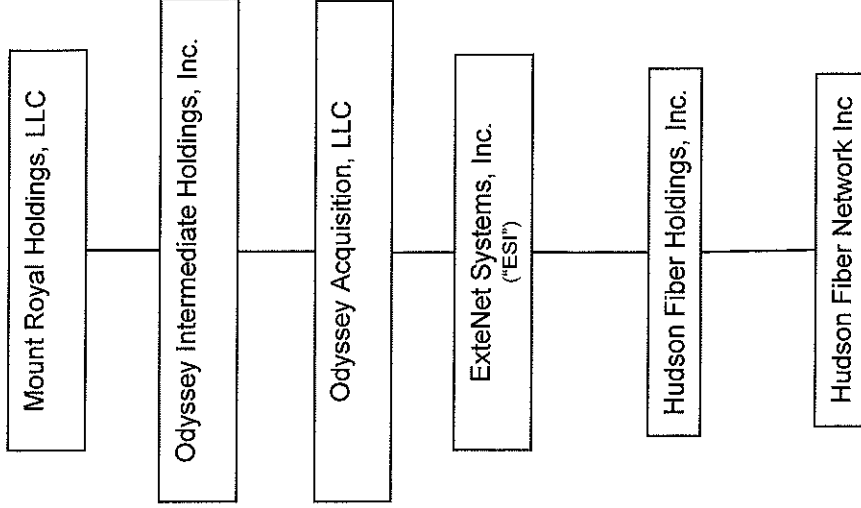 Mount Royal Holdings, LLC
Odyssey Intermediate Holdings, Inc.
Odyssey Acquisition, LLC
ExteNet Systems, Inc.
("ESI")
Hudson Fiber Holdings, Inc.
Hudson Fiber Network Inc